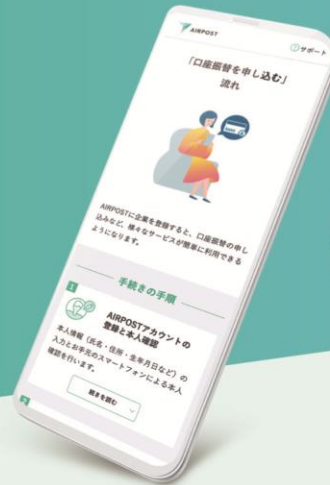 AIRPOST
サポート
「口座振替を申し込む」
流れ
AIRPOSTに企業を登録すると、口座振替の申し
込みなど、様々なサービスが簡単に利用できる
ようになります。
手続きの手順
1
AIRPOSTアカウントの
登録と本人確認
本人情報（氏名・住所・生年月日など）の
入力とお手元のスマートフォンによる本人
確認を行います。
続きを読む